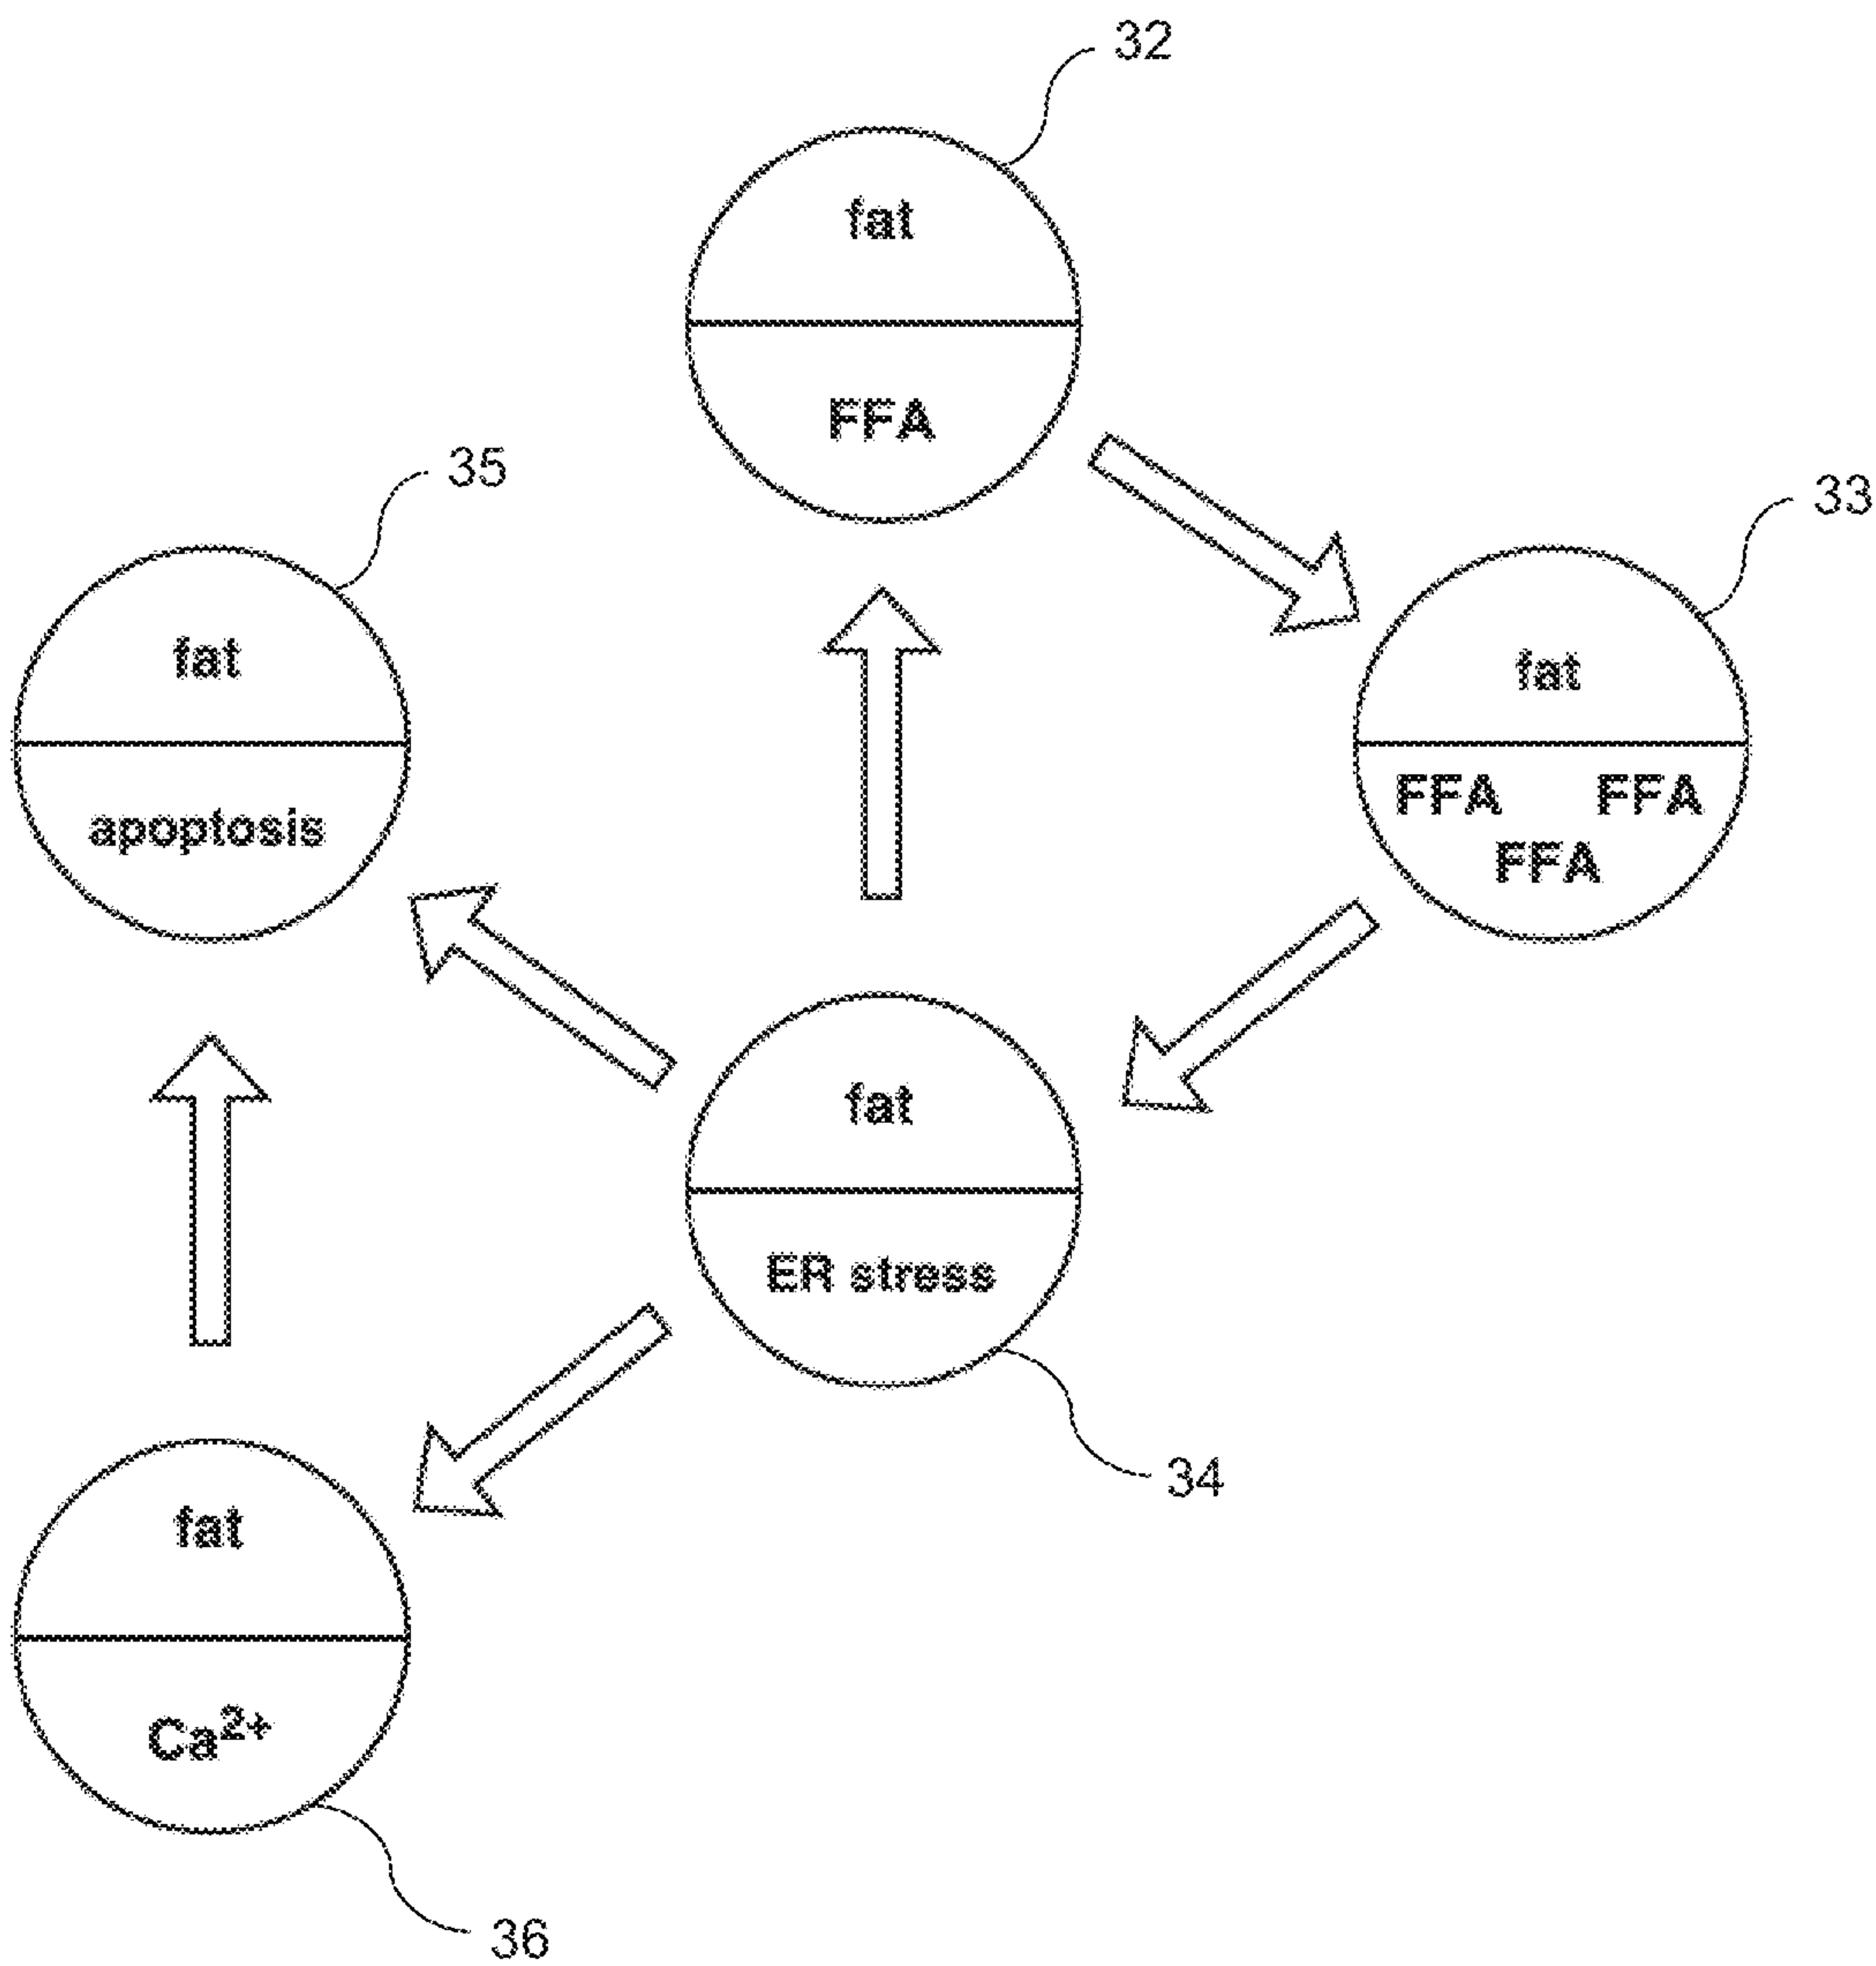 32
fat
FFA
35
33
fat
apoptosis
fat
FFA FFA
FFA
fat
ER stress
34
fat
Ca²⁺
36